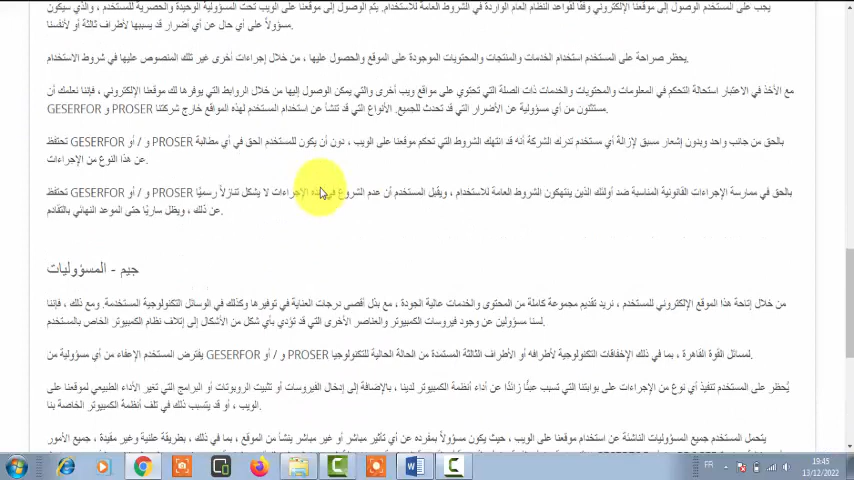 يجب على المستخدم الوصول إلى موقعنا الإلكتروني وفقًا لقواعد النظام العام الواردة في الشروط العامة للاستخدام. يتم الوصول إلى موقعنا على الويب تحت المسؤولية الوحيدة والحصرية للمستخدم ، والذي سيكون
مسؤولاً على أي حال عن أي أضرار قد يسببها لأطراف ثالثة أو لأنفسنا.
يحظر صراحة على المستخدم استخدام الخدمات والمنتجات والمحتويات الموجودة على الموقع والحصول عليها ، من خلال إجراءات أخرى غير تلك المنصوص عليها في شروط الاستخدام.
مع الأخذ في الاعتبار استحالة التحكم في المعلومات والمحتويات والخدمات ذات الصلة التي تحتوي على مواقع ويب أخرى والتي يمكن الوصول إليها من خلال الروابط التي يوفرها لك موقعنا الإلكتروني ، فإننا نعلمك أن
GESERFOR و PROSER مستثنون من أي مسؤولية عن الأضرار التي قد تحدث للجميع. الأنواع التي قد تنشأ عن استخدام المستخدم لهذه المواقع خارج شركتنا.
تحتفظ GESERFOR و / أو PROSER بالحق من جانب واحد وبدون إشعار سبق لإزالة أي مستخدم تدرك الشركة أنه قد انتهك الشروط التي تحكم موقعنا على الويب ، دون أن يكون للمستخدم الحق في أي مطالبة
عن هذا النوع من الإجراءات.
تحتفظ GESERFOR و / أو PROSER بالحق في ممارسة الإجراءات القانونية المناسبة ضد أولئك الذين ينتهكون الشروط العامة للاستخدام ، ويقبل المستخدم أن عدم الشروع في هذه الإجراءات لا يشكل تنازلاً رسميًا
عن ذلك ، ويظل ساريًا حتى الموعد النهائي بالتقادم.
جيم - المسؤوليات
من خلال إتاحة هذا الموقع الإلكتروني للمستخدم ، نريد تقديم مجموعة كاملة من المحتوى والخدمات عالية الجودة ، مع بذل أقصى درجات العناية في توفيرها وكذلك في الوسائل التكنولوجية المستخدمة. ومع ذلك ، فإننا
لسنا مسؤولين عن وجود فيروسات الكمبيوتر والعناصر الأخرى التي قد تؤدي بأي شكل من الأشكال إلى إتلاف نظام الكمبيوتر الخاص بالمستخدم.
يفترض المستخدم الإعفاء من أي مسؤولية من GESERFOR و / أو PROSER لمسائل القوة القاهرة ، بما في ذلك الإخفاقات التكنولوجية لأطرافه أو الأطراف الثالثة المستمدة من الحالة الحالية للتكنولوجيا.
يُحظر على المستخدم تنفيذ أي نوع من الإجراءات على بوابتنا التي تسبب عبئًا زائدًا عن أداء أنظمة الكمبيوتر لدينا ، بالإضافة إلى إدخال الفيروسات أو تثبيت الروبوتات أو البرامج التي تغير الأداء الطبيعي لموقعنا على
الويب ، أو قد يتسبب ذلك في تلف أنظمة الكمبيوتر الخاصة بنا.
يتحمل المستخدم جميع المسؤوليات الناشئة عن استخدام موقعنا على الويب ، حيث يكون مسؤولاً بمفرده عن أي تأثير مباشر أو غير مباشر ينشأ عن الموقع ، بما في ذلك ، بطريقة علنية وغير مقيدة ، جميع الأمور
FR
19:45
13/12/2022